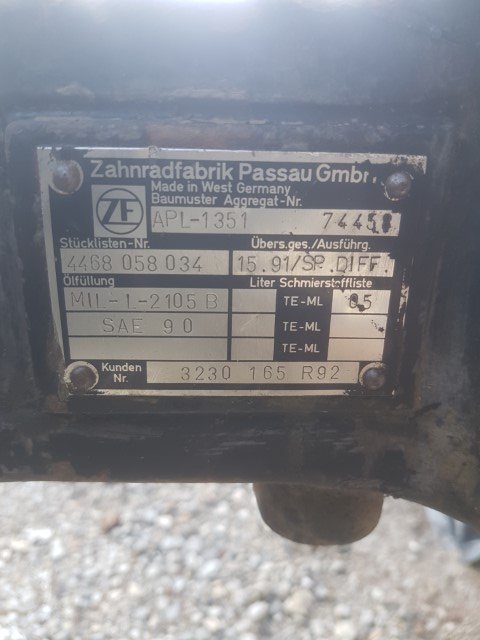 Zahnradfabrik Passau GmbH
Made in West Germany
ZF
Baumuster Aggregat-Nr.
APL-1351
Stücklisten-Nr. Übers.ges./Ausführg.
4468 058 034 15.91/SP.DIFF.
Ölfüllung Liter Schmierstoffliste
MIL-L-2105 B TE-ML 05
SAE 90 TE-ML
TE-ML
Kunden
Nr. 3230 165 R92